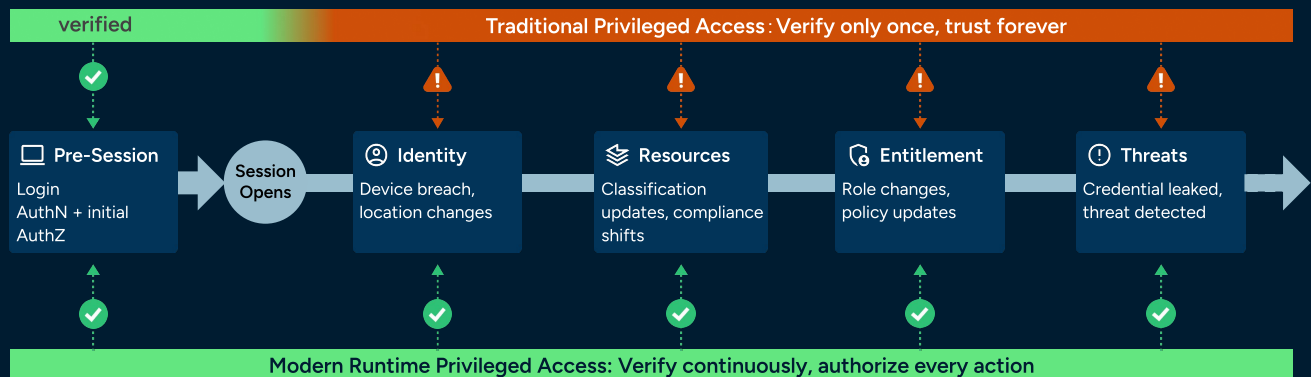 verified
Traditional Privileged Access: Verify only once, trust forever
Pre-Session
Login
AuthN + initial
AuthZ
Session
Opens
Identity
Device breach,
location changes
Resources
Classification
updates, compliance
shifts
Entitlement
Role changes,
policy updates
Threats
Credential leaked,
threat detected
Modern Runtime Privileged Access: Verify continuously, authorize every action